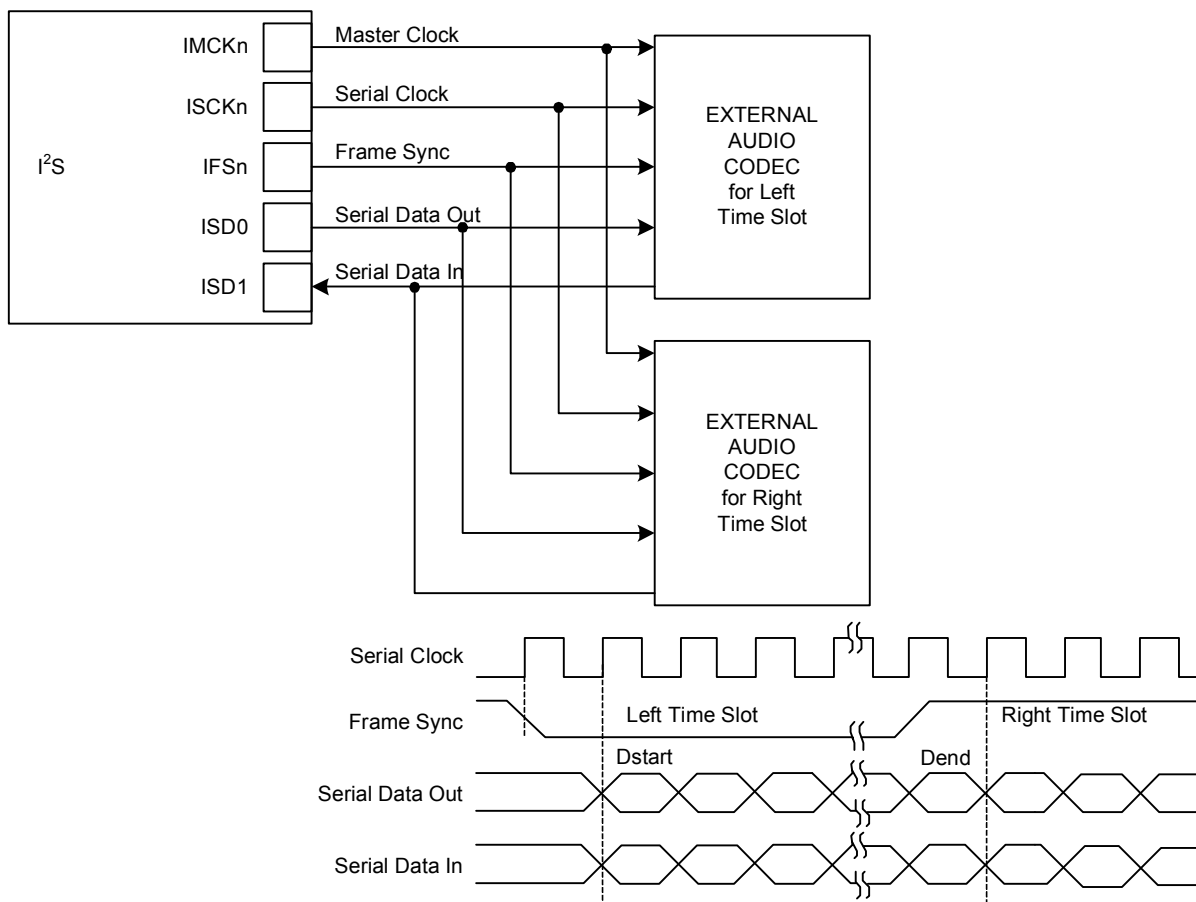 IMCKn
Master Clock
ISCKn
Serial Clock
I²S
IFSn
Frame Sync
ISD0
Serial Data Out
ISD1
Serial Data In
EXTERNAL
AUDIO
CODEC
for Left
Time Slot
EXTERNAL
AUDIO
CODEC
for Right
Time Slot
Serial Clock
Frame Sync
Left Time Slot
Right Time Slot
Dstart
Dend
Serial Data Out
Serial Data In